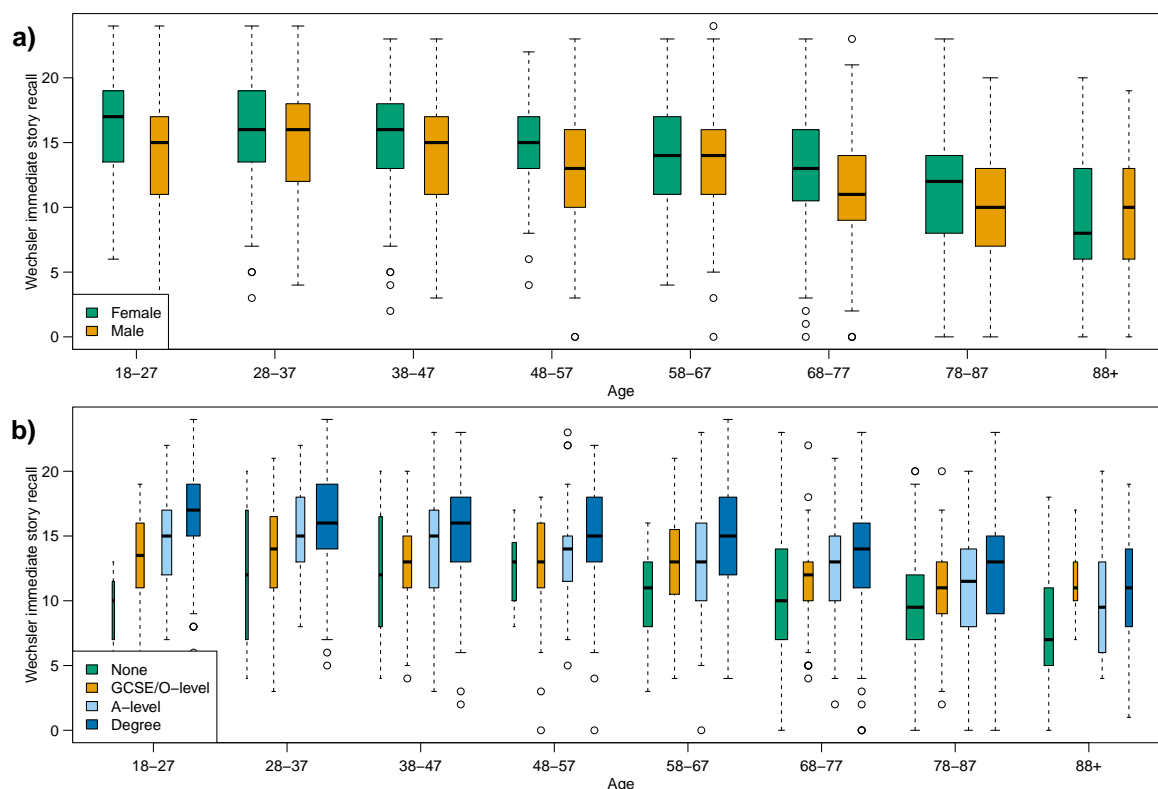 a)
Wechsler immediate story recall
20
15
10
5
0
Female
Male
18–27
28–37
38–47
48–57
58–67
68–77
78–87
88+
Age
b)
Wechsler immediate story recall
20
15
10
5
0
None
GCSE/O–level
A–level
Degree
18–27
28–37
38–47
48–57
58–67
68–77
78–87
88+
Age